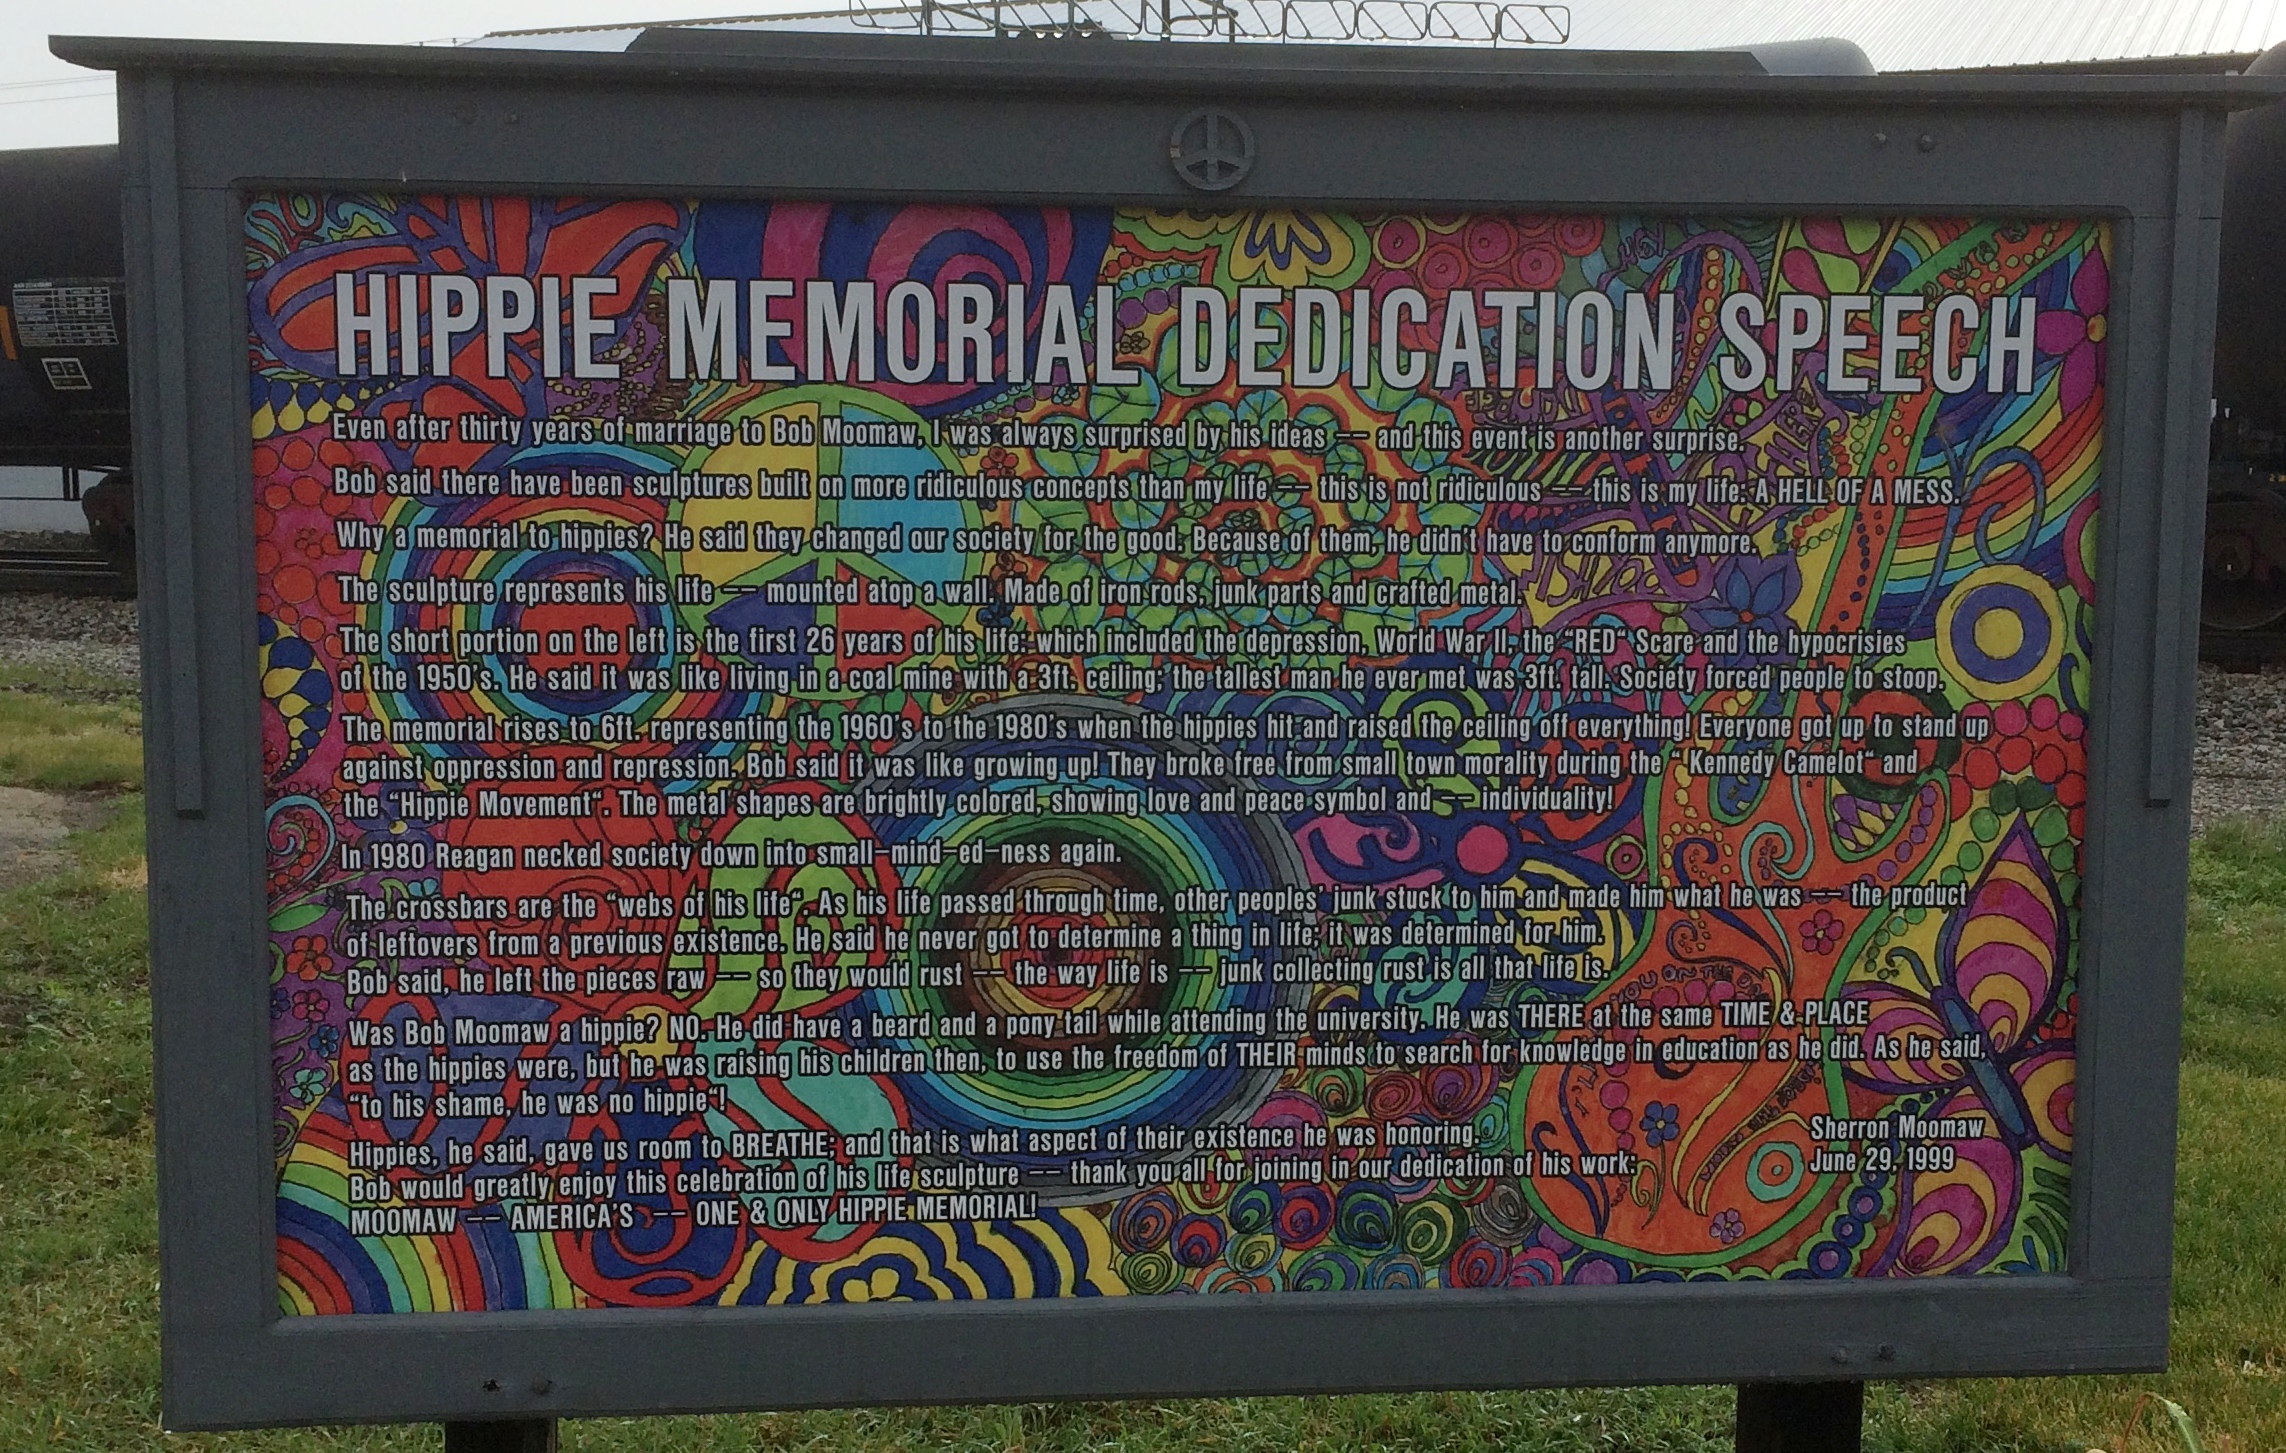 HIPPIE MEMORIAL DEDICATION SPEECH
Even after thirty years of marriage to Bob Moomaw, I was always surprised by his ideas -- and this event is another surprise.
Bob said there have been sculptures built on more ridiculous concepts than my life -- this is not ridiculous -- this is my life. A HELL OF A MESS.
Why a memorial to hippies? He said they changed our society for the good. Because of them, he didn't have to conform anymore.
The sculpture represents his life -- mounted atop a wall. Made of iron rods, junk parts and crafted metal.
The short portion on the left is the first 26 years of his life: which included the depression, World War II, the "RED" Scare and the hypocrisies
of the 1950's. He said it was like living in a coal mine with a 3ft. ceiling; the tallest man he ever met was 3ft. tall. Society forced people to stoop.
The memorial rises to 6ft. representing the 1960's to the 1980's when the hippies hit and raised the ceiling off everything! Everyone got up to stand up
against oppression and repression. Bob said it was like growing up! They broke free from small town morality during the "Kennedy Camelot" and
the "Hippie Movement". The metal shapes are brightly colored, showing love and peace symbol and -- individuality!
In 1980 Reagan necked society down into small-mind-ed-ness again.
The crossbars are the "webs of his life". As his life passed through time, other peoples' junk stuck to him and made him what he was -- the product
of leftovers from a previous existence. He said he never got to determine a thing in life; it was determined for him.
Bob said, he left the pieces raw -- so they would rust -- the way life is -- junk collecting rust is all that life is.
Was Bob Moomaw a hippie? NO. He did have a beard and a pony tail while attending the university. He was THERE at the same TIME & PLACE
as the hippies were, but he was raising his children then, to use the freedom of THEIR minds to search for knowledge in education as he did. As he said,
"to his shame, he was no hippie"!
Hippies, he said, gave us room to BREATHE; and that is what aspect of their existence he was honoring.
Bob would greatly enjoy this celebration of his life sculpture -- thank you all for joining in our dedication of his work:
MOOMAW -- AMERICA'S -- ONE & ONLY HIPPIE MEMORIAL!
Sherron Moomaw
June 29, 1999